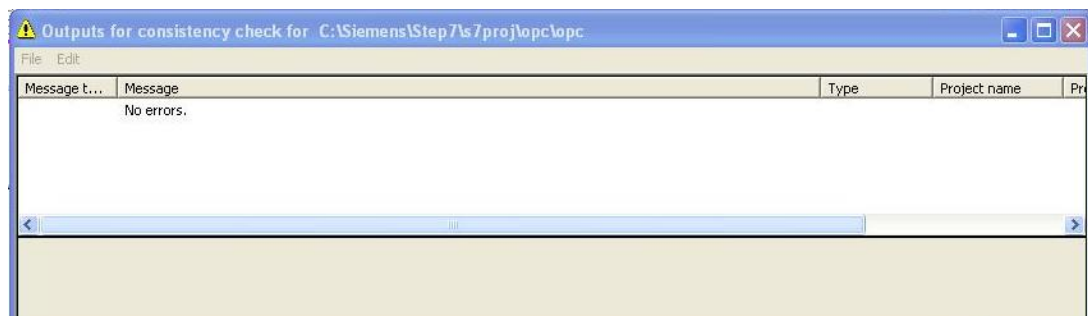 Outputs for consistency check for C:\Siemens\Step7\s7proj\opc\opc
File Edit
Message t... Message Type Project name Pr
No errors.